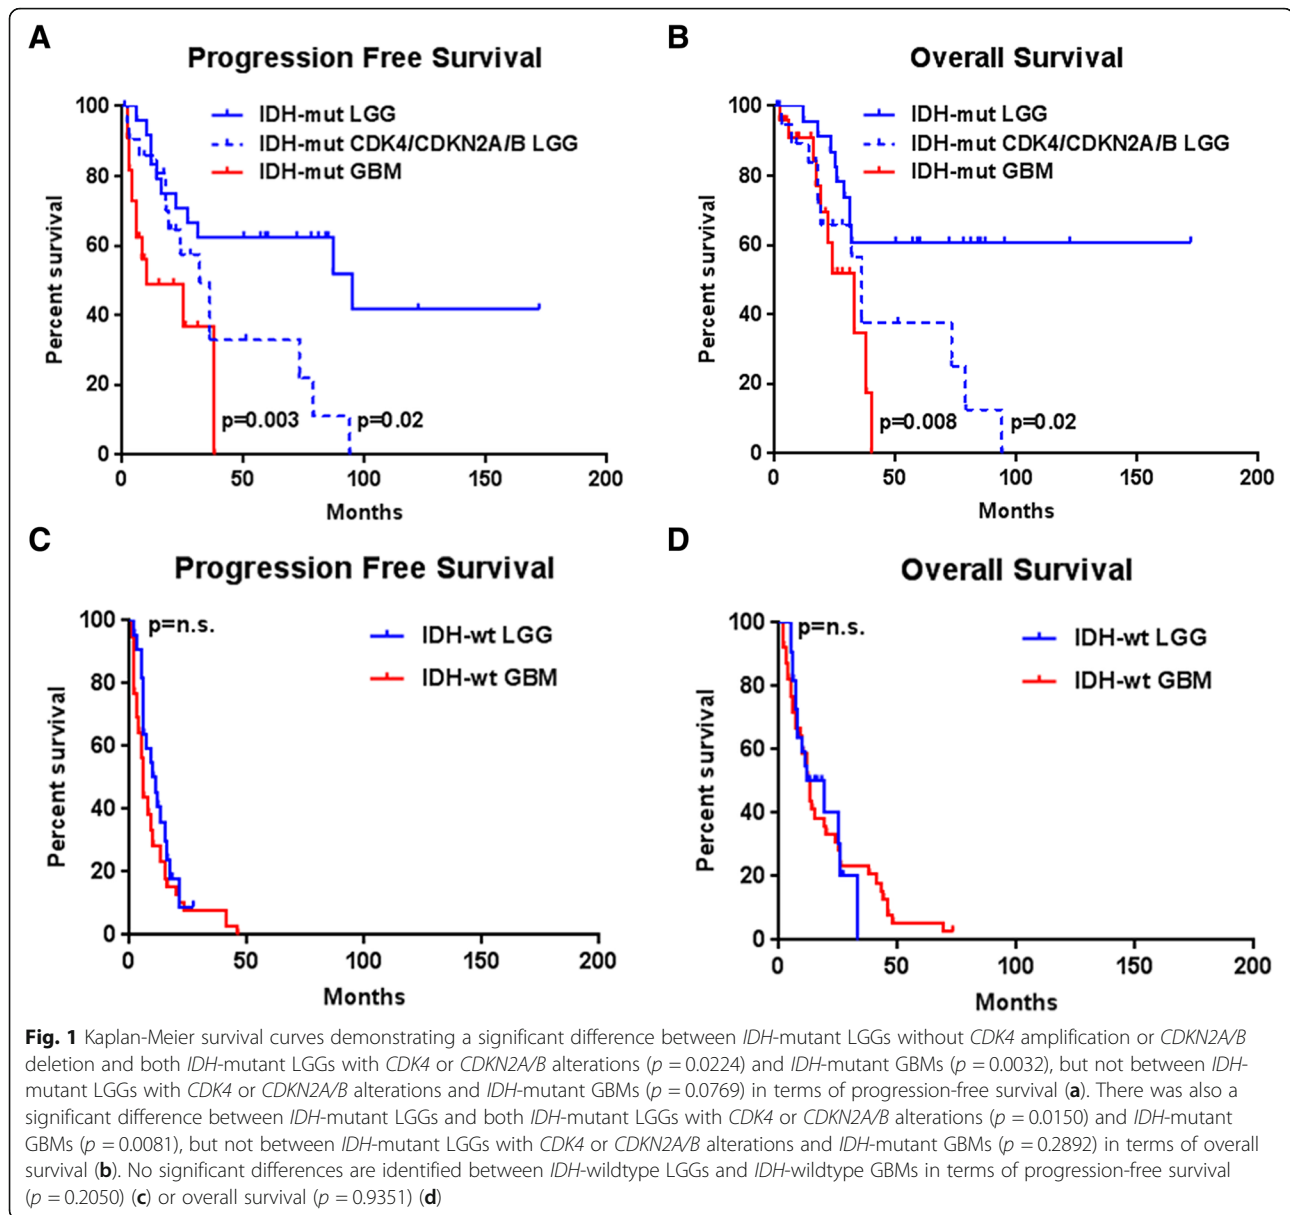 A
Progression Free Survival
IDH-mut LGG
IDH-mut CDK4/CDKN2A/B LGG
IDH-mut GBM
Percent survival
100
80
60
40
20
0
p=0.003
p=0.02
0
50
100
150
200
Months
B
Overall Survival
IDH-mut LGG
IDH-mut CDK4/CDKN2A/B LGG
IDH-mut GBM
Percent survival
100
80
60
40
20
0
p=0.008
p=0.02
0
50
100
150
200
Months
C
Progression Free Survival
p=n.s.
IDH-wt LGG
IDH-wt GBM
Percent survival
100
80
60
40
20
0
0
50
100
150
200
Months
D
Overall Survival
p=n.s.
IDH-wt LGG
IDH-wt GBM
Percent survival
100
80
60
40
20
0
0
50
100
150
200
Months
Fig. 1 Kaplan-Meier survival curves demonstrating a significant difference between IDH-mutant LGGs without CDK4 amplification or CDKN2A/B
deletion and both IDH-mutant LGGs with CDK4 or CDKN2A/B alterations (p = 0.0224) and IDH-mutant GBMs (p = 0.0032), but not between IDH-
mutant LGGs with CDK4 or CDKN2A/B alterations and IDH-mutant GBMs (p = 0.0769) in terms of progression-free survival (a). There was also a
significant difference between IDH-mutant LGGs and both IDH-mutant LGGs with CDK4 or CDKN2A/B alterations (p = 0.0150) and IDH-mutant
GBMs (p = 0.0081), but not between IDH-mutant LGGs with CDK4 or CDKN2A/B alterations and IDH-mutant GBMs (p = 0.2892) in terms of overall
survival (b). No significant differences are identified between IDH-wildtype LGGs and IDH-wildtype GBMs in terms of progression-free survival
(p = 0.2050) (c) or overall survival (p = 0.9351) (d)